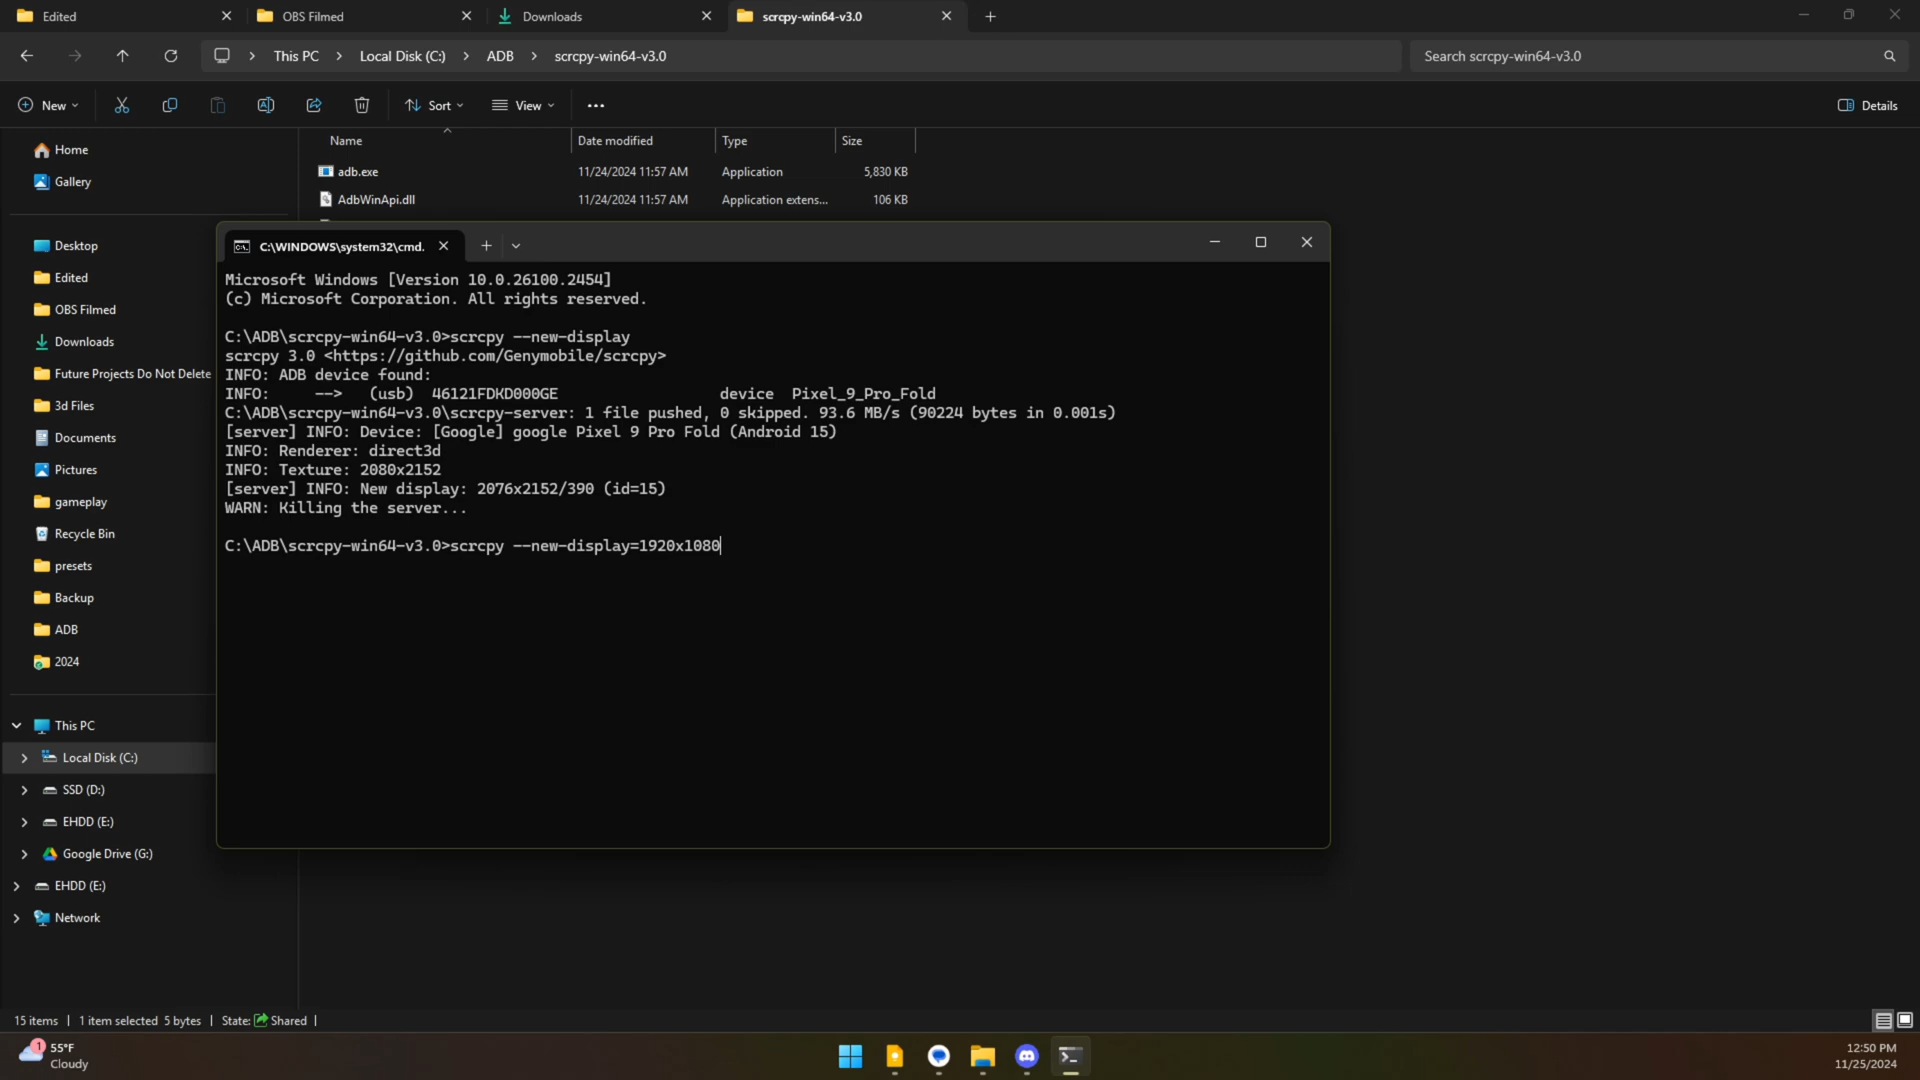 Edited
OBS Filmed
Downloads
scrcpy-win64-v3.0
This PC > Local Disk (C:) > ADB > scrcpy-win64-v3.0
Search scrcpy-win64-v3.0
New
Sort
View
Details
Name Date modified Type Size
adb.exe 11/24/2024 11:57 AM Application 5,830 KB
AdbWinApi.dll 11/24/2024 11:57 AM Application extens... 106 KB
Home
Gallery
Desktop
Edited
OBS Filmed
Downloads
Future Projects Do Not Delete
3d Files
Documents
Pictures
gameplay
Recycle Bin
presets
Backup
ADB
2024
This PC
Local Disk (C:)
SSD (D:)
EHDD (E:)
Google Drive (G:)
EHDD (E:)
Network
C:\WINDOWS\system32\cmd.
Microsoft Windows [Version 10.0.26100.2454]
(c) Microsoft Corporation. All rights reserved.
C:\ADB\scrcpy-win64-v3.0>scrcpy --new-display
scrcpy 3.0 <https://github.com/Genymobile/scrcpy>
INFO: ADB device found:
INFO:     -->   (usb)  46121FDKD000GE                  device  Pixel_9_Pro_Fold
C:\ADB\scrcpy-win64-v3.0\scrcpy-server: 1 file pushed, 0 skipped. 93.6 MB/s (90224 bytes in 0.001s)
[server] INFO: Device: [Google] google Pixel 9 Pro Fold (Android 15)
INFO: Renderer: direct3d
INFO: Texture: 2080x2152
[server] INFO: New display: 2076x2152/390 (id=15)
WARN: Killing the server...
C:\ADB\scrcpy-win64-v3.0>scrcpy --new-display=1920x1080
15 items | 1 item selected 5 bytes | State: Shared |
1
55°F
Cloudy
12:50 PM
11/25/2024